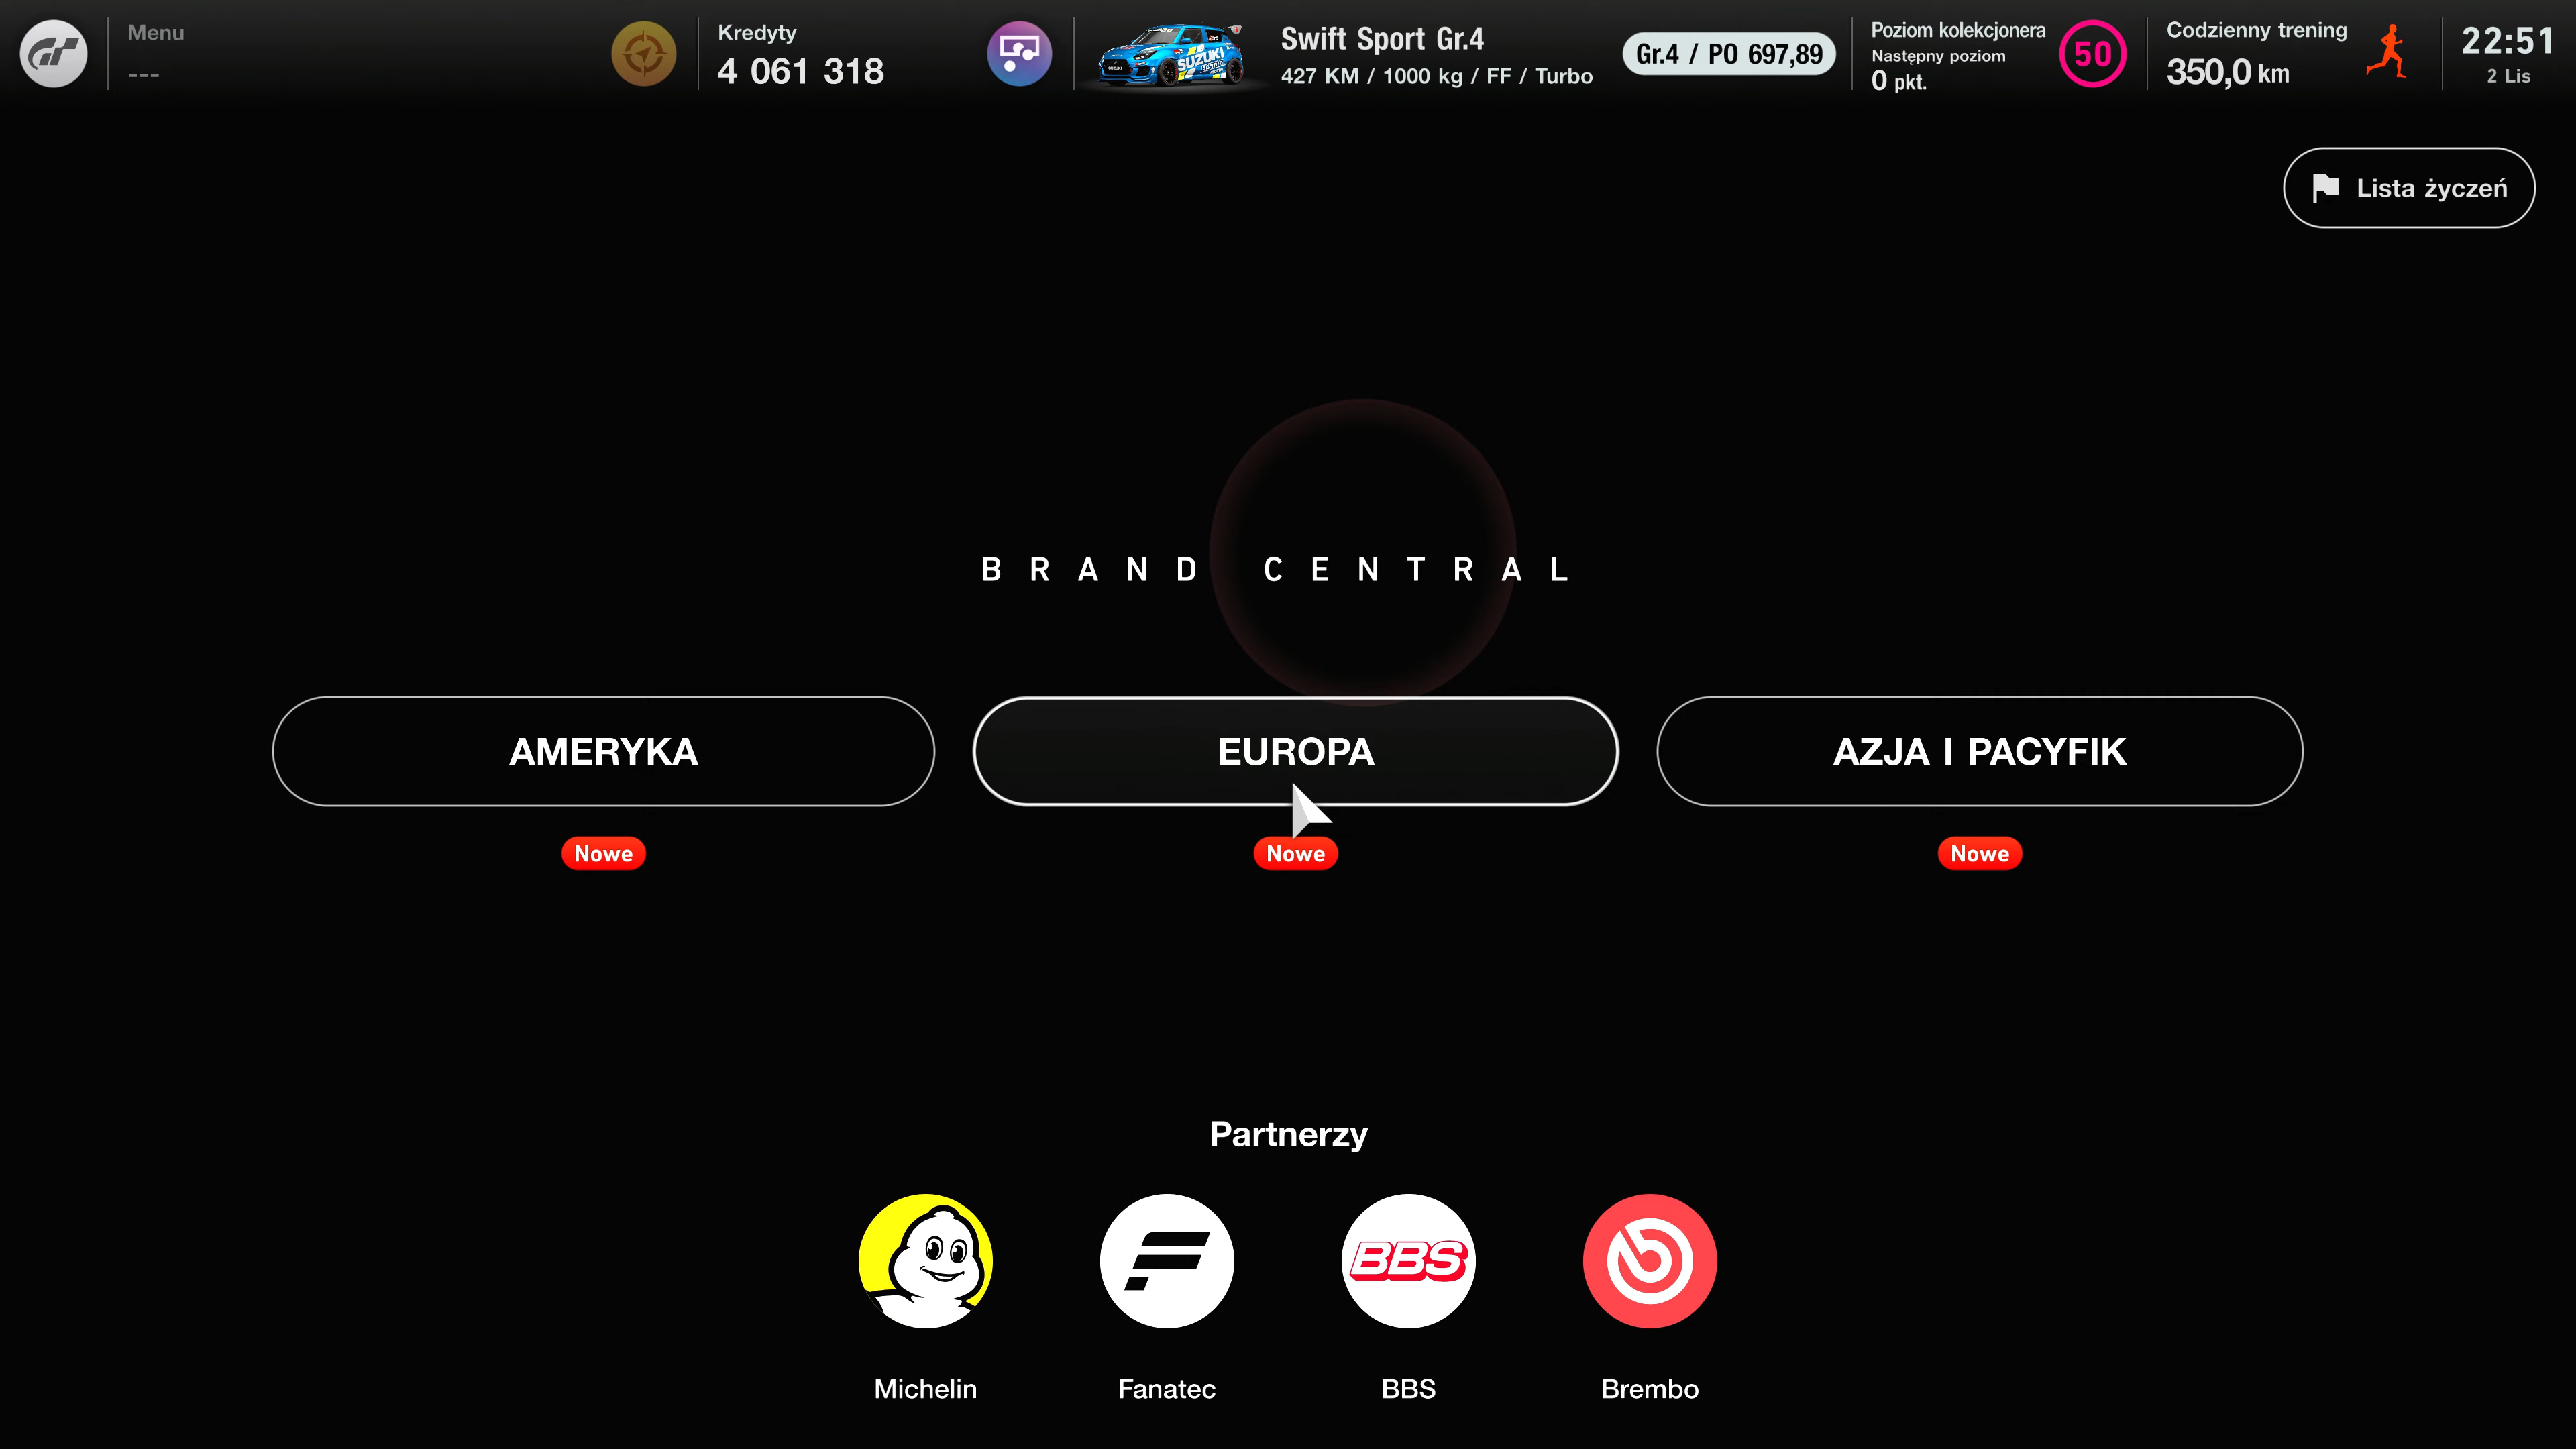 Menu
---
Kredyty
4 061 318
Swift Sport Gr.4
427 KM / 1000 kg / FF / Turbo
Gr.4 / PO 697,89
Poziom kolekcjonera
Następny poziom
0 pkt.
50
Codzienny trening
350,0 km
22:51
2 Lis
Lista życzeń
BRAND CENTRAL
AMERYKA
EUROPA
AZJA I PACYFIK
Nowe
Nowe
Nowe
Partnerzy
BBS
Michelin
Fanatec
BBS
Brembo